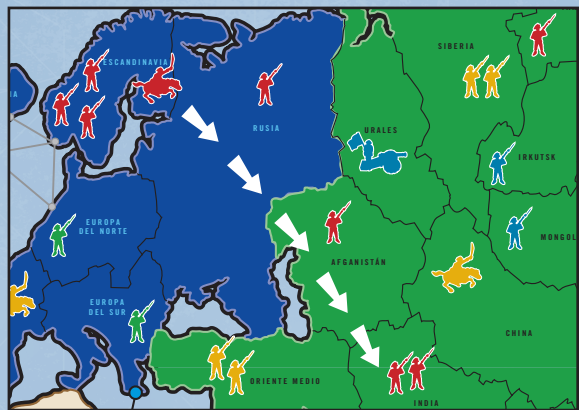 ESCANDINAVIA
SIBERIA
RUSIA
URALES
IRKUTSK
EUROPA
DEL NORTE
MONGOL
AFGANISTÁN
EUROPA
DEL SUR
CHINA
ORIENTE MEDIO
INDIA